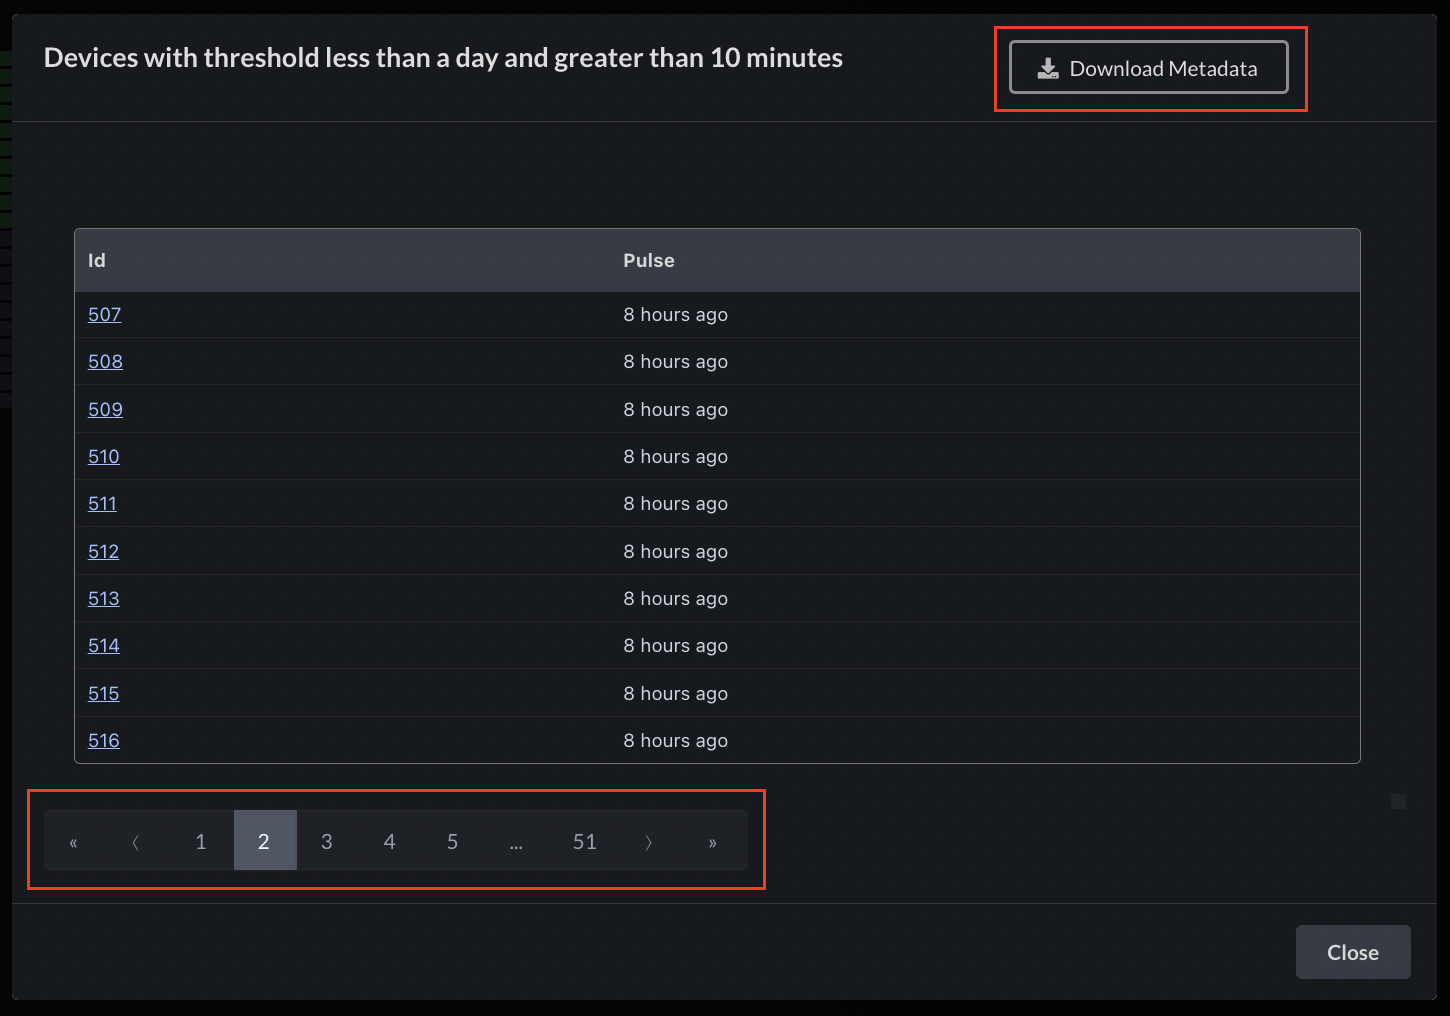 Devices with threshold less than a day and greater than 10 minutes
Download Metadata
Id Pulse
507 8 hours ago
508 8 hours ago
509 8 hours ago
510 8 hours ago
511 8 hours ago
512 8 hours ago
513 8 hours ago
514 8 hours ago
515 8 hours ago
516 8 hours ago
« 〈 1 2 3 4 5 ... 51 〉 »
Close